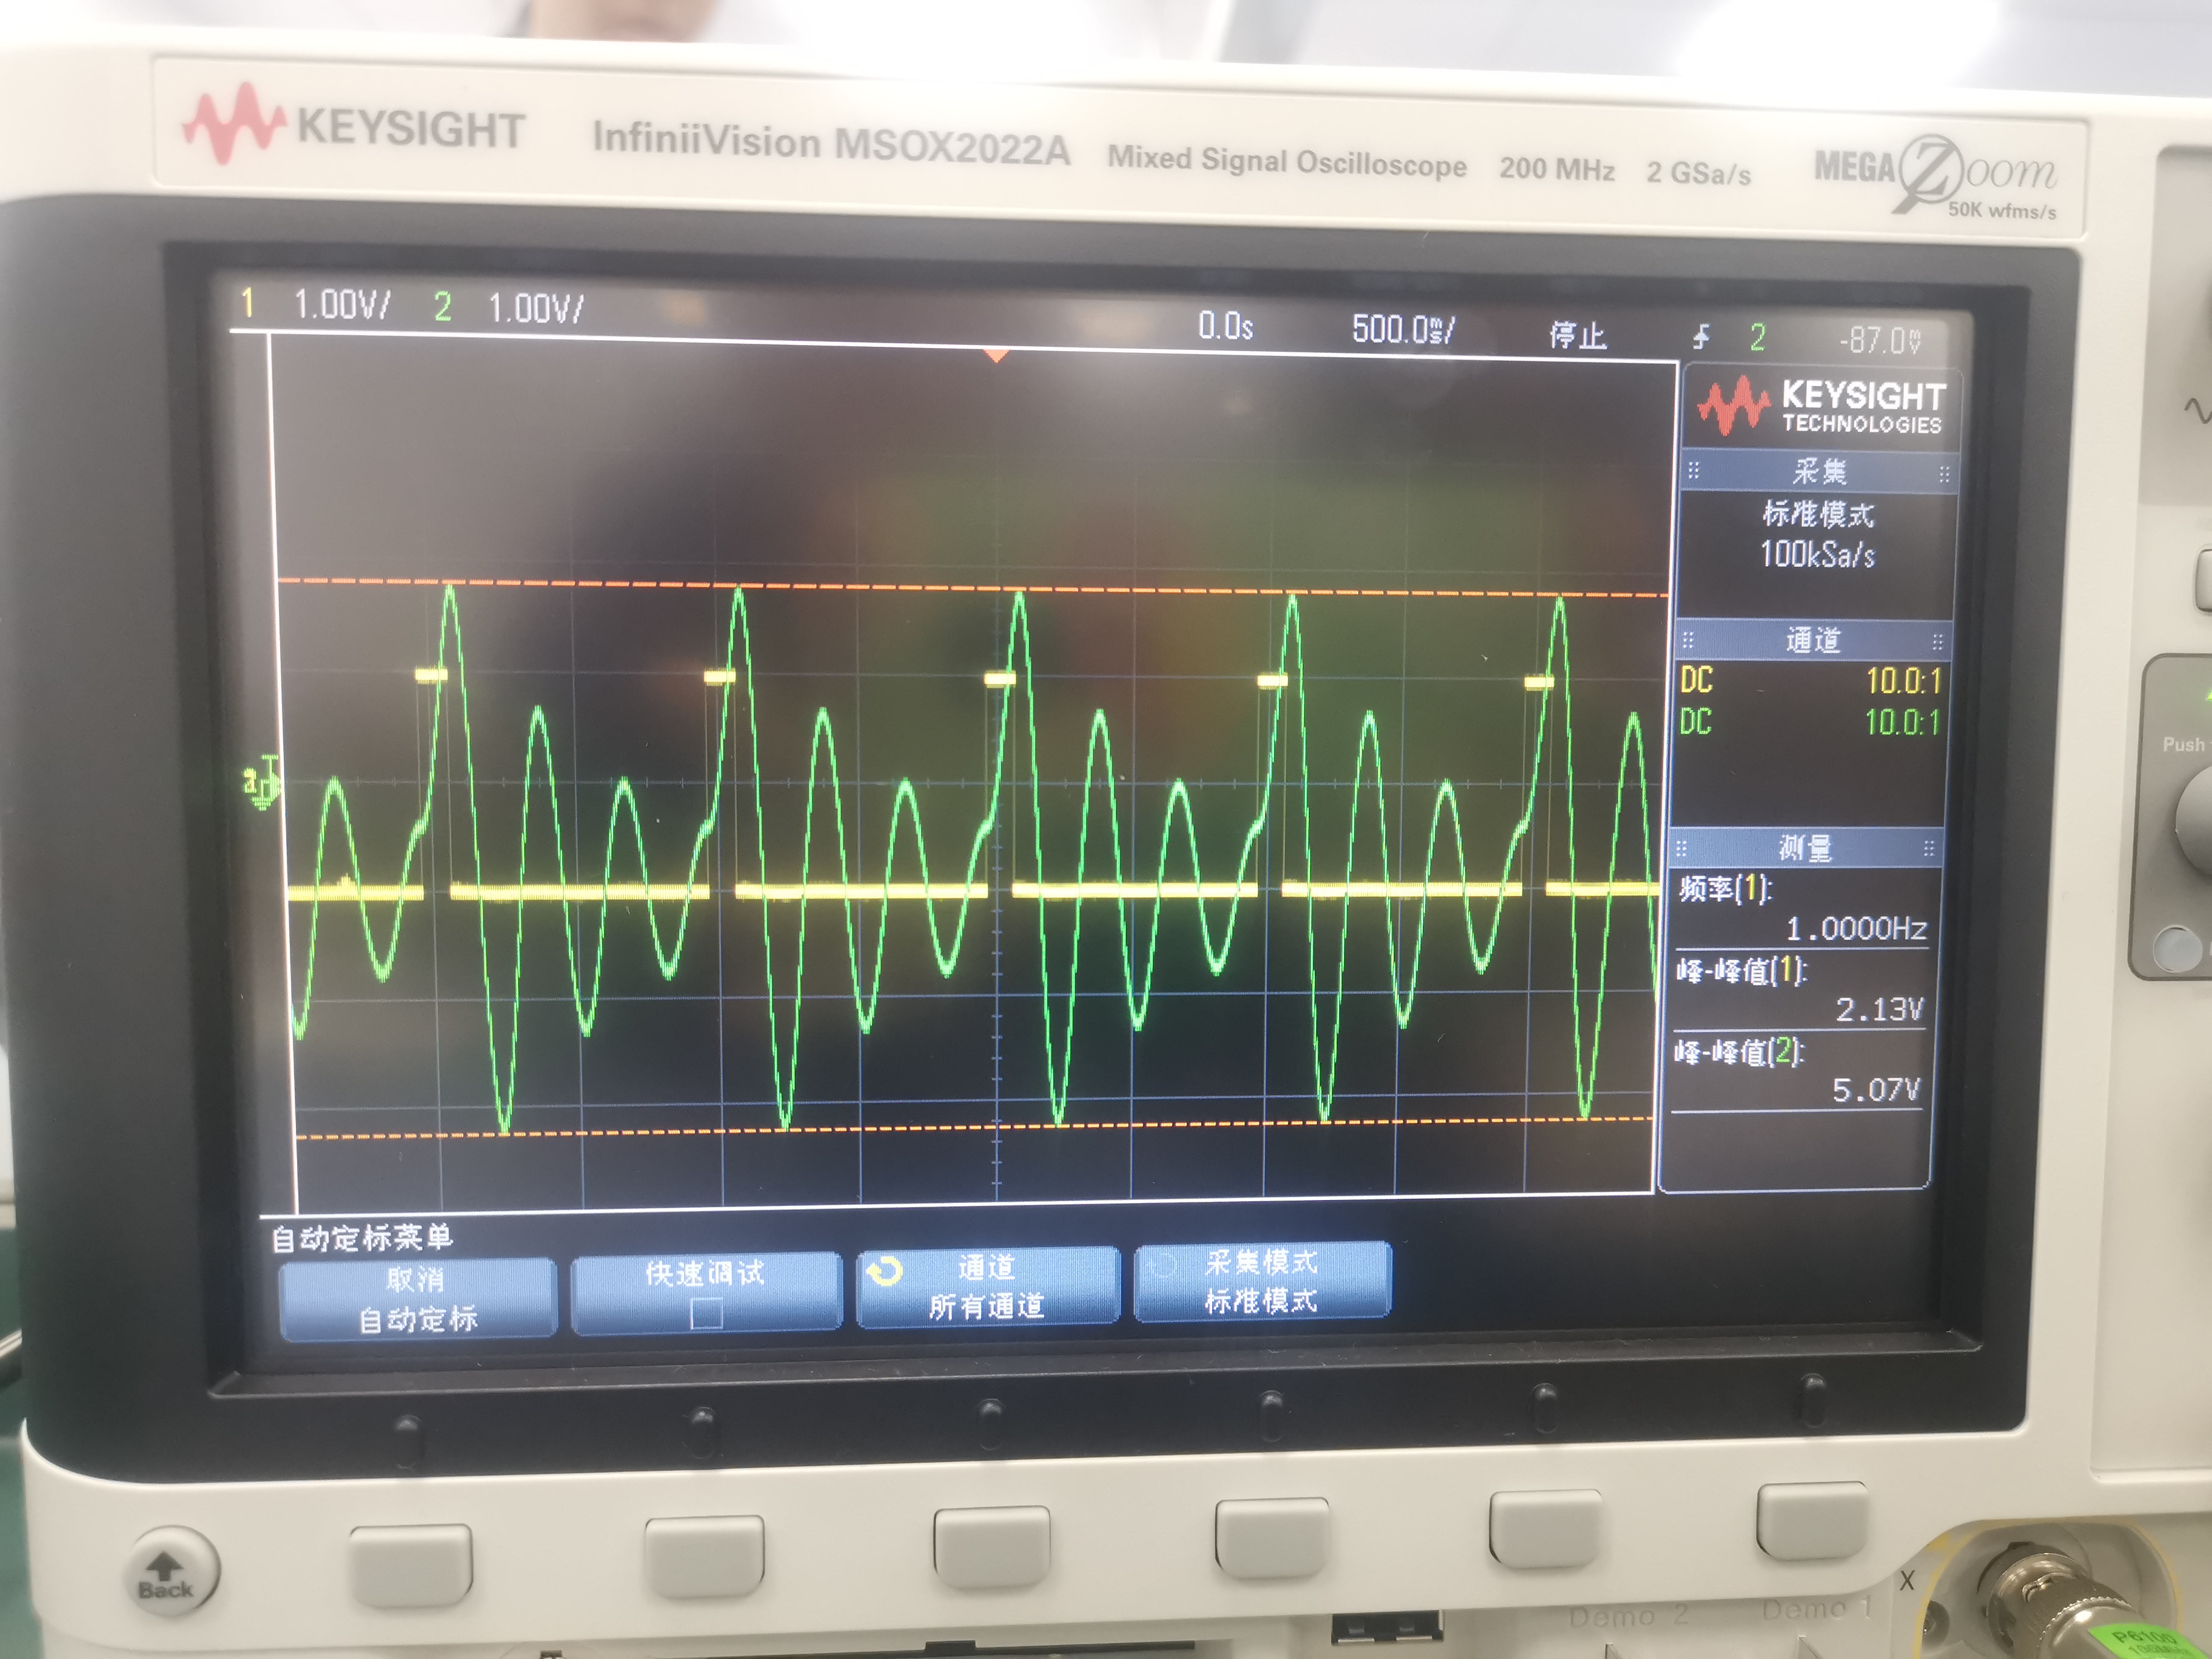 KEYSIGHT InfiniiVision MSOX2022A Mixed Signal Oscilloscope 200 MHz 2 GSa/s MEGA Zoom
50K wfms/s
1 1.00V/ 2 1.00V/ 0.0s 500.0ms/ 停止 2 -87.0mV
KEYSIGHT
TECHNOLOGIES
采集
标准模式
100kSa/s
通道
DC 10.0:1
DC 10.0:1
测量
频率(1):
1.0000Hz
峰-峰值(1):
2.13V
峰-峰值(2):
5.07V
自动定标菜单
取消
自动定标
快速调试
通道
所有通道
采集模式
标准模式
Push
Back
X
Demo 2 Demo 1
P6100